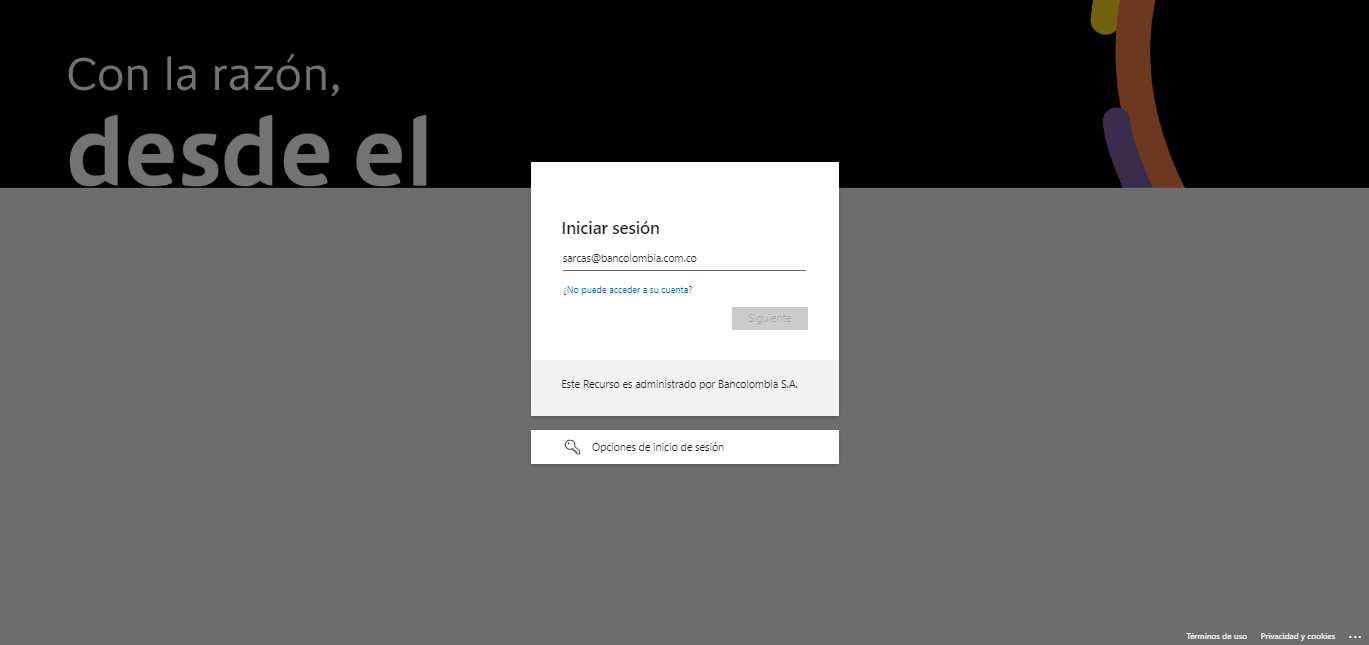 Con la razón,
desde el
Iniciar sesión
sarcas@bancolombia.com.co
¿No puede acceder a su cuenta?
Siguiente
Este Recurso es administrado por Bancolombia S.A.
Opciones de inicio de sesión
Términos de uso Privacidad y cookies ...